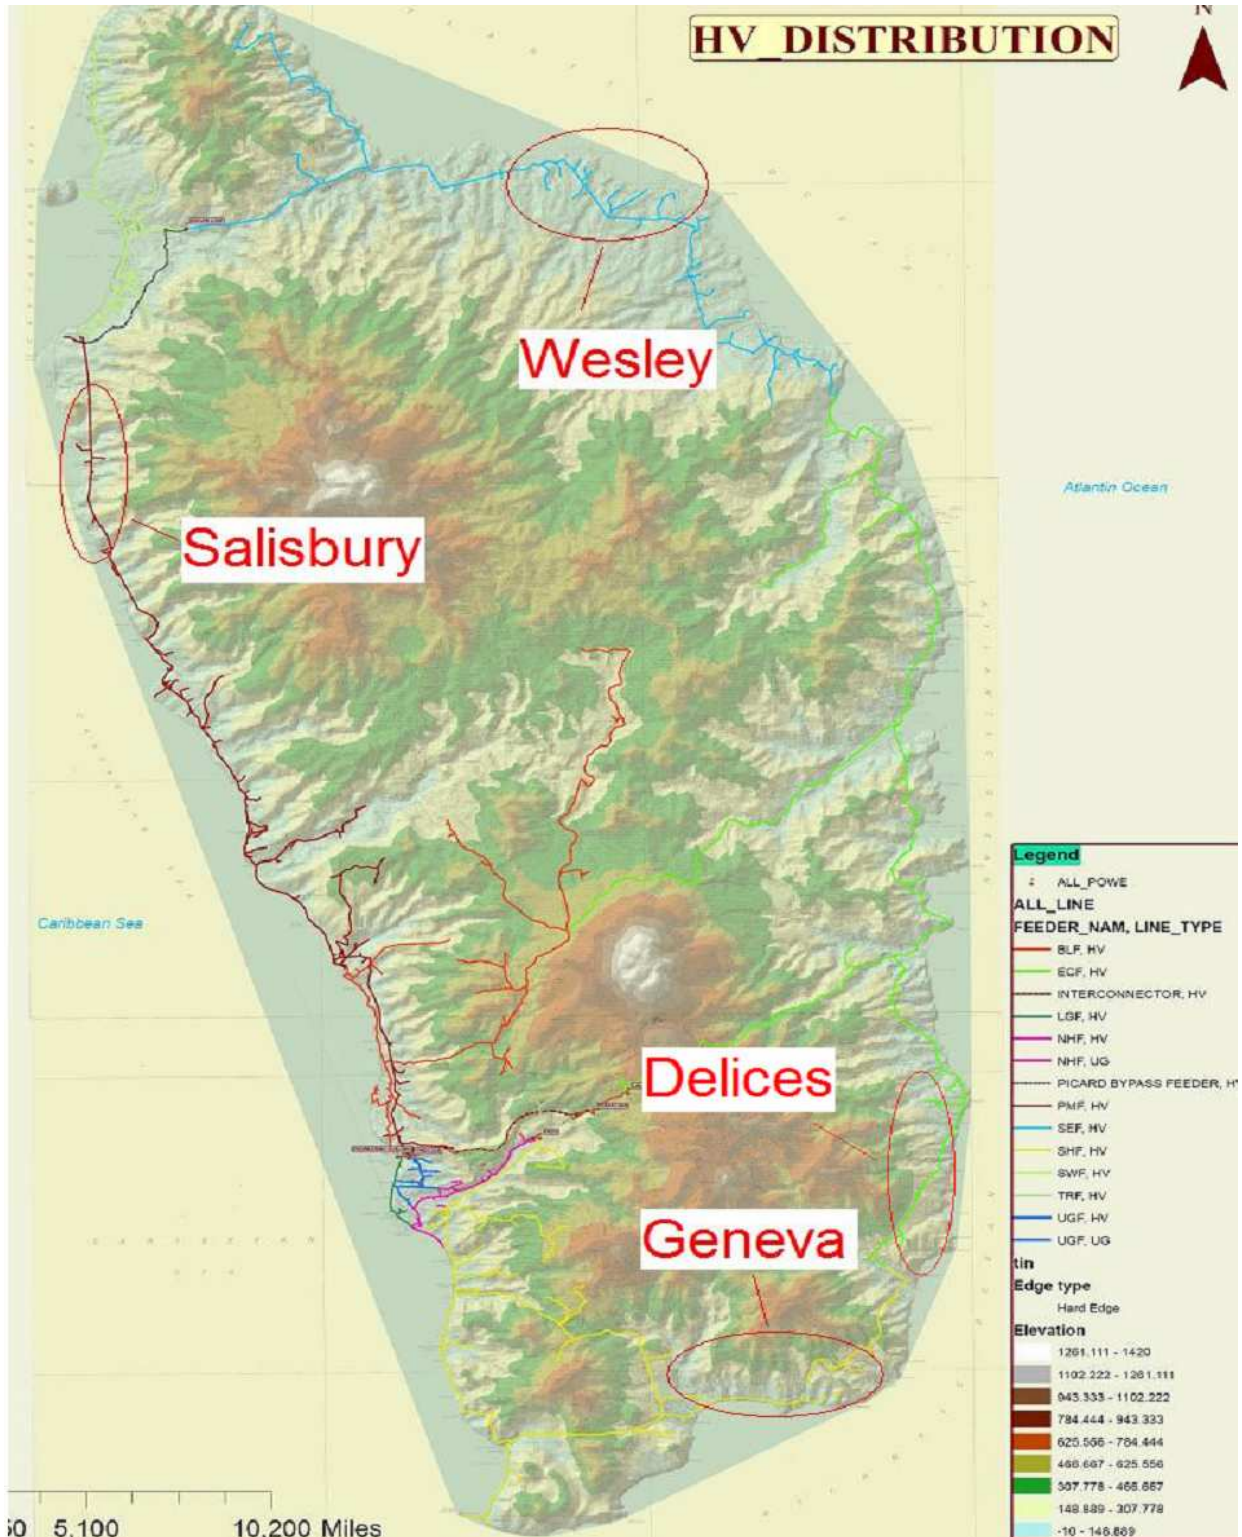 N
HV_DISTRIBUTION
Wesley
Atlantin Ocean
Salisbury
Caribbean Sea
Delices
Geneva
Legend
ALL_POWE
ALL_LINE
FEEDER_NAM, LINE_TYPE
BLF, HV
ECF, HV
INTERCONNECTOR, HV
LGF, HV
NHF, HV
NHF, UG
PICARD BYPASS FEEDER, HV
PMF, HV
SEF, HV
SHF, HV
SWF, HV
TRF, HV
UGF, HV
UGF, UG
tin
Edge type
Hard Edge
Elevation
1261.111 - 1420
1102.222 - 1261.111
943.333 - 1102.222
784.444 - 943.333
625.556 - 784.444
466.667 - 625.556
307.778 - 466.667
148.889 - 307.778
-10 - 148.889
50 5,100 10,200 Miles